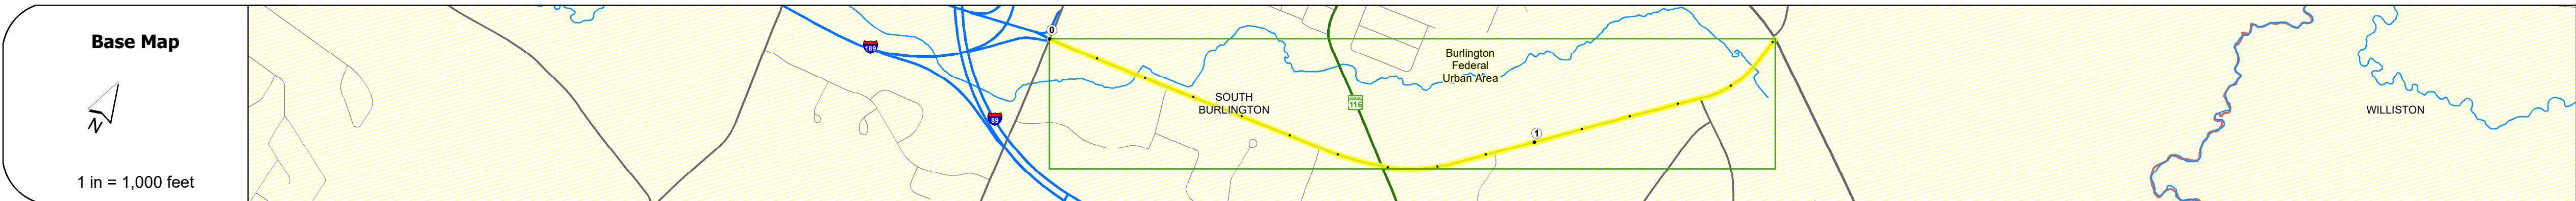 Base Map
N
1 in = 1,000 feet
189
89
0
SOUTH
BURLINGTON
116
Burlington
Federal
Urban Area
1
WILLISTON